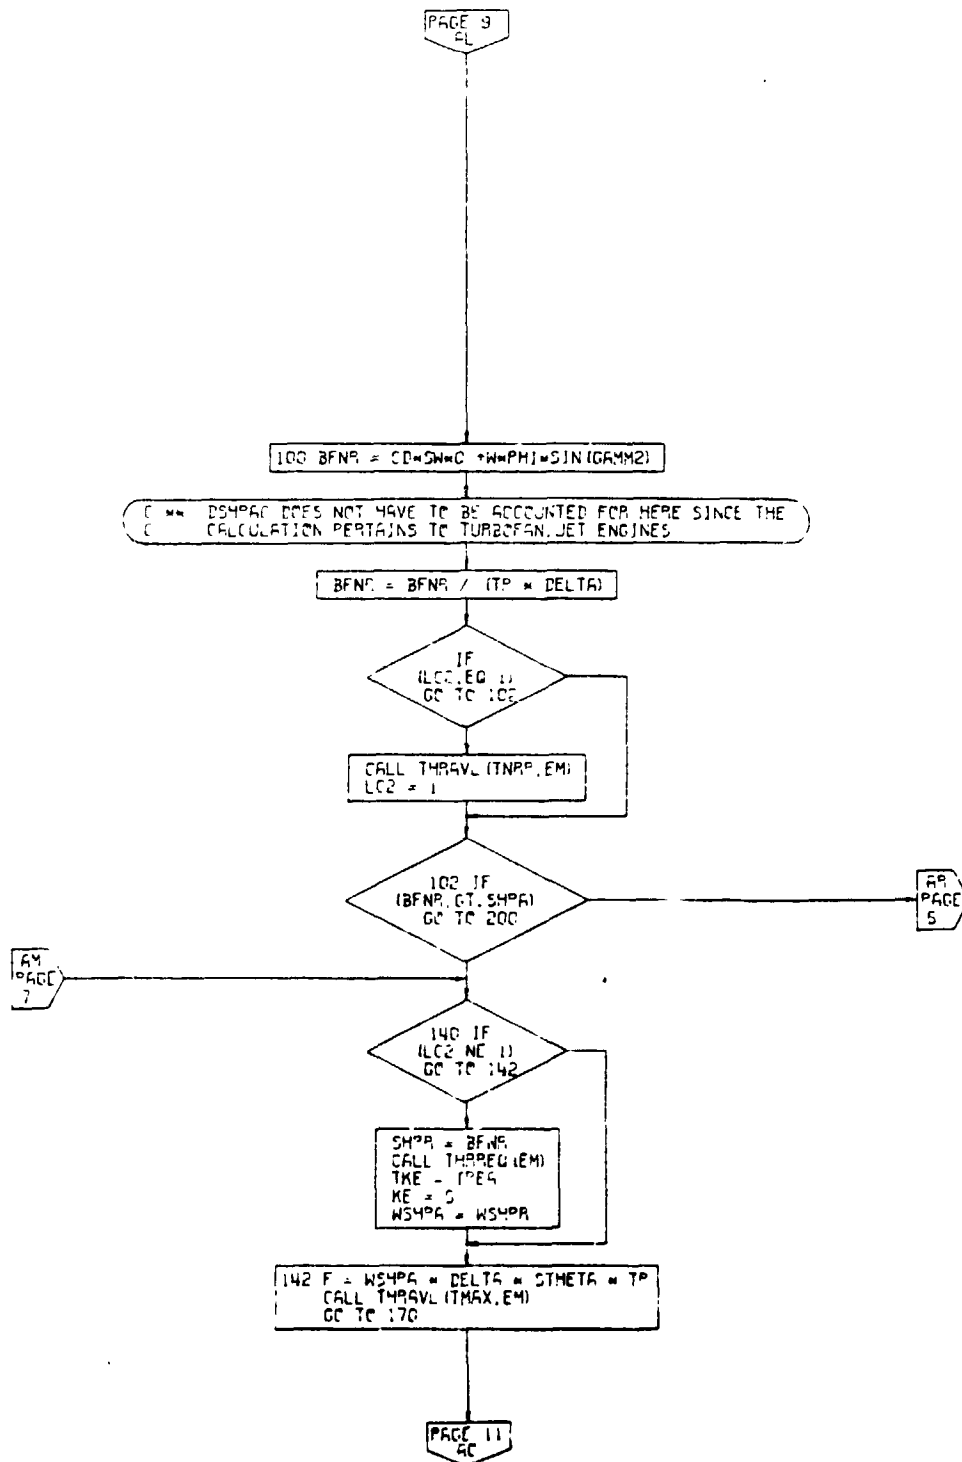 PAGE 9
AL
100 BFNR = CD*SW*Q +W*PHI*SIN(GAMM2)
C ** DSHPAC DOES NOT HAVE TO BE ACCOUNTED FOR HERE SINCE THE
C CALCULATION PERTAINS TO TURBOFAN,JET ENGINES
BFNR = BFNR / (TP * DELTA)
IF
(LC2.EQ 1)
GO TO 102
CALL THRAVL(TNRP,EM)
LC2 = 1
102 IF
(BFNR.GT.SHPA)
GO TO 200
AR
PAGE
5
AM
PAGE
7
140 IF
(LC2 NE 1)
GO TO 142
SHPR = BFNR
CALL THRREQ(EM)
TKE =
KE =
WSHPA = WSHPR
142 F = WSHPA * DELTA * STHETA * TP
CALL THRAVL(TMAX,EM)
GO TO 170
PAGE 11